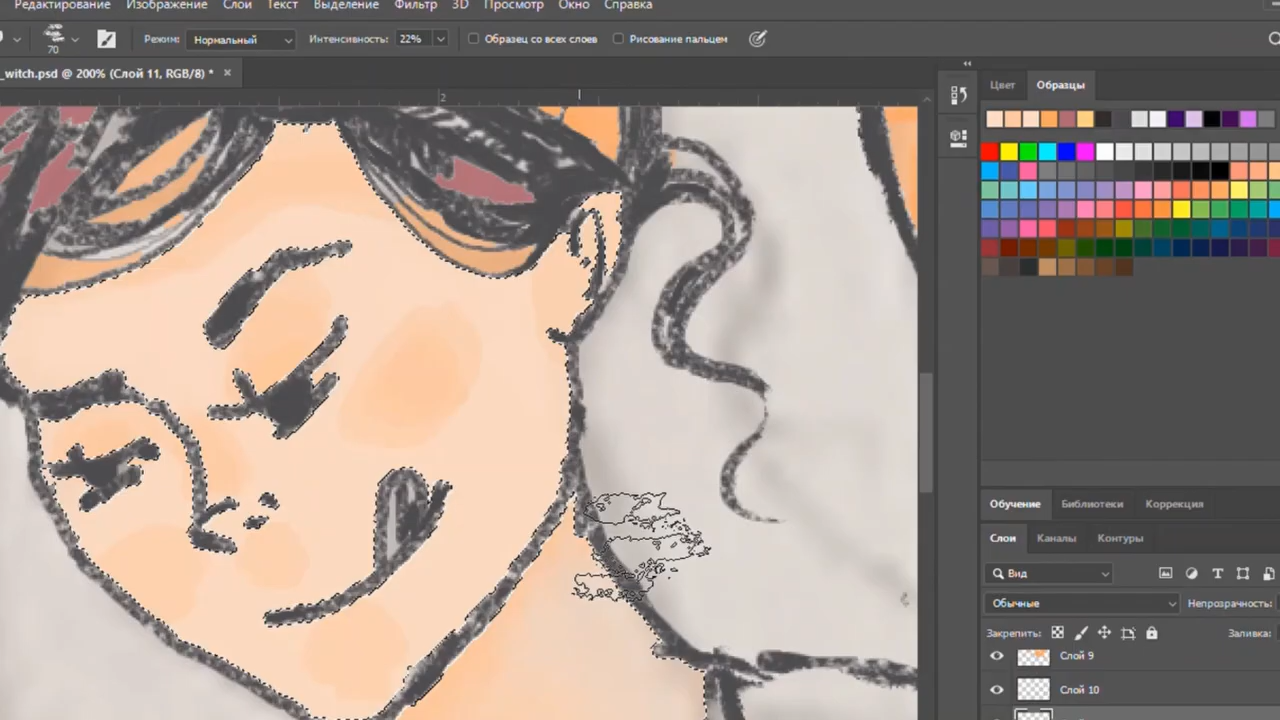 Редактирование Изображение Слои Текст Выделение Фильтр 3D Просмотр Окно Справка
70 Режим: Нормальный Интенсивность: 22% Образец со всех слоев Рисование пальцем
_witch.psd @ 200% (Слой 11, RGB/8) * ×
2
Цвет Образцы
Обучение Библиотеки Коррекция
Слои Каналы Контуры
Вид
Обычные Непрозрачность:
Закрепить: Заливка:
Слой 9
Слой 10